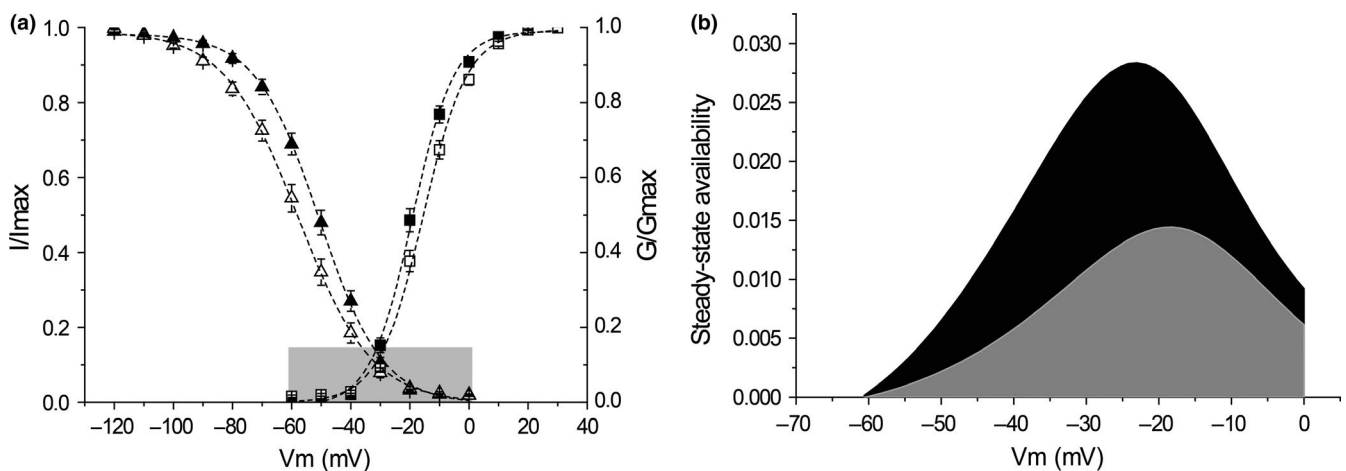 (a)
1.0
0.8
0.6
0.4
0.2
0.0
I/Imax
1.0
0.8
0.6
0.4
0.2
0.0
G/Gmax
–120 –100 –80 –60 –40 –20 0 20 40
Vm (mV)
(b)
0.030
0.025
0.020
0.015
0.010
0.005
0.000
Steady-state availability
–70 –60 –50 –40 –30 –20 –10 0
Vm (mV)